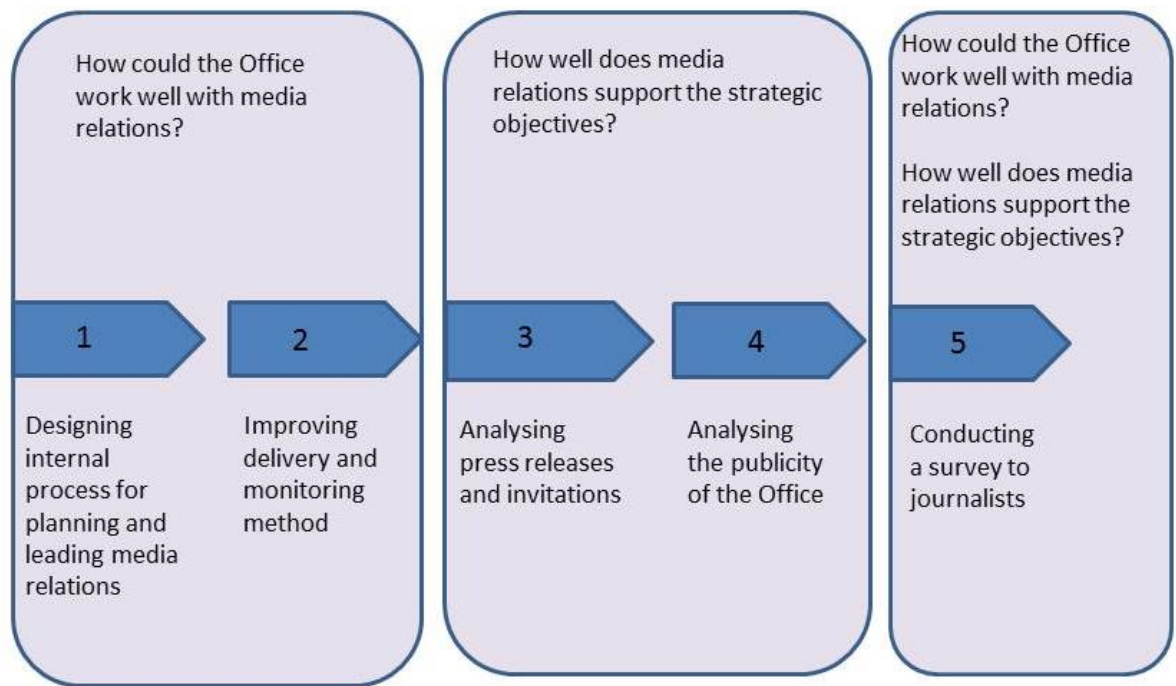 How could the Office
work well with media
relations?
1
Designing
internal
process for
planning and
leading media
relations
2
Improving
delivery and
monitoring
method
How well does media
relations support the strategic
objectives?
3
Analysing
press releases
and invitations
4
Analysing
the publicity
of the Office
How could the Office
work well with media
relations?
How well does media
relations support the
strategic objectives?
5
Conducting
a survey to
journalists